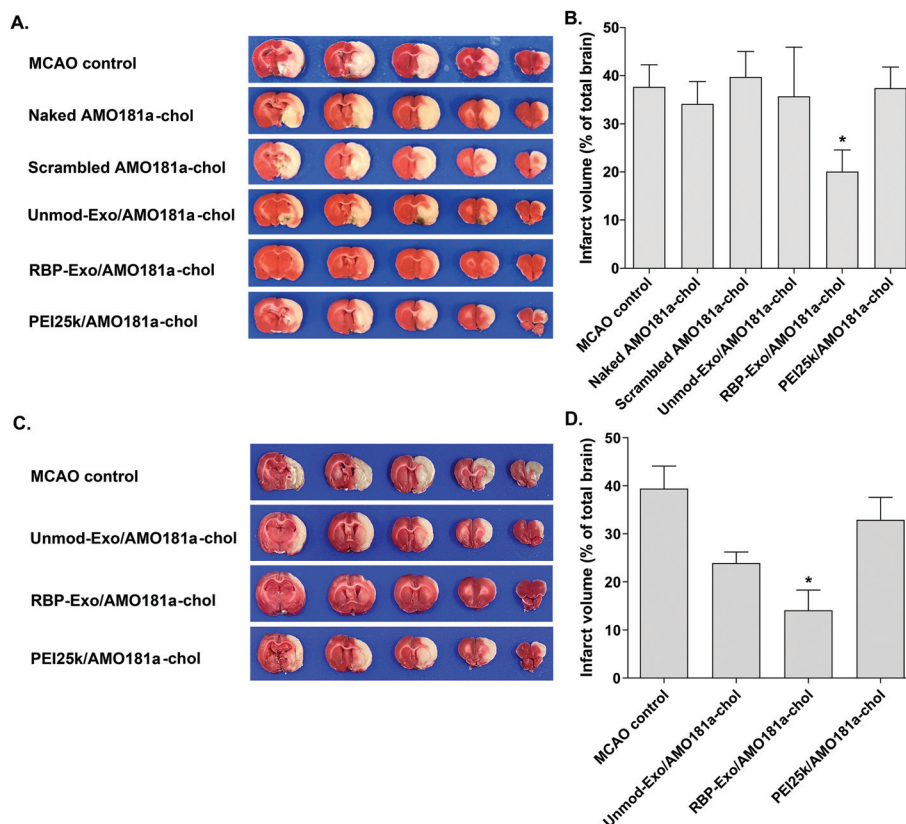 A.
MCAO control
Naked AMO181a-chol
Scrambled AMO181a-chol
Unmod-Exo/AMO181a-chol
RBP-Exo/AMO181a-chol
PEI25k/AMO181a-chol
B.
Infarct volume (% of total brain)
50
40
30
20
10
0
*
MCAO control
Naked AMO181a-chol
Scrambled AMO181a-chol
Unmod-Exo/AMO181a-chol
RBP-Exo/AMO181a-chol
PEI25k/AMO181a-chol
C.
MCAO control
Unmod-Exo/AMO181a-chol
RBP-Exo/AMO181a-chol
PEI25k/AMO181a-chol
D.
Infarct volume (% of total brain)
50
40
30
20
10
0
*
MCAO control
Unmod-Exo/AMO181a-chol
RBP-Exo/AMO181a-chol
PEI25k/AMO181a-chol